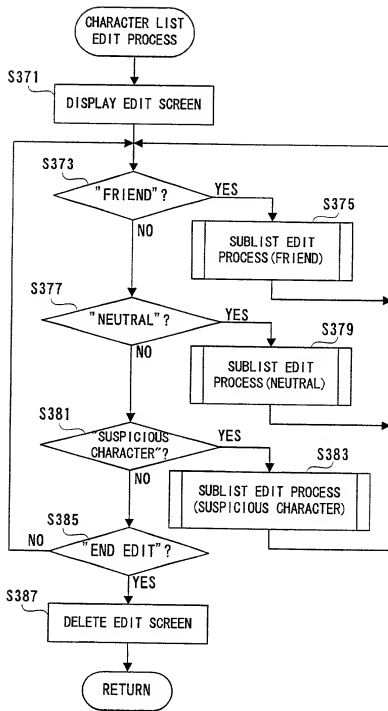 CHARACTER LIST
EDIT PROCESS
S371
DISPLAY EDIT SCREEN
S373
"FRIEND"?
YES
NO
S375
SUBLIST EDIT
PROCESS(FRIEND)
S377
"NEUTRAL"?
YES
NO
S379
SUBLIST EDIT
PROCESS(NEUTRAL)
S381
"SUSPICIOUS
CHARACTER"?
YES
NO
S383
SUBLIST EDIT PROCESS
(SUSPICIOUS CHARACTER)
S385
NO
"END EDIT"?
YES
S387
DELETE EDIT SCREEN
RETURN